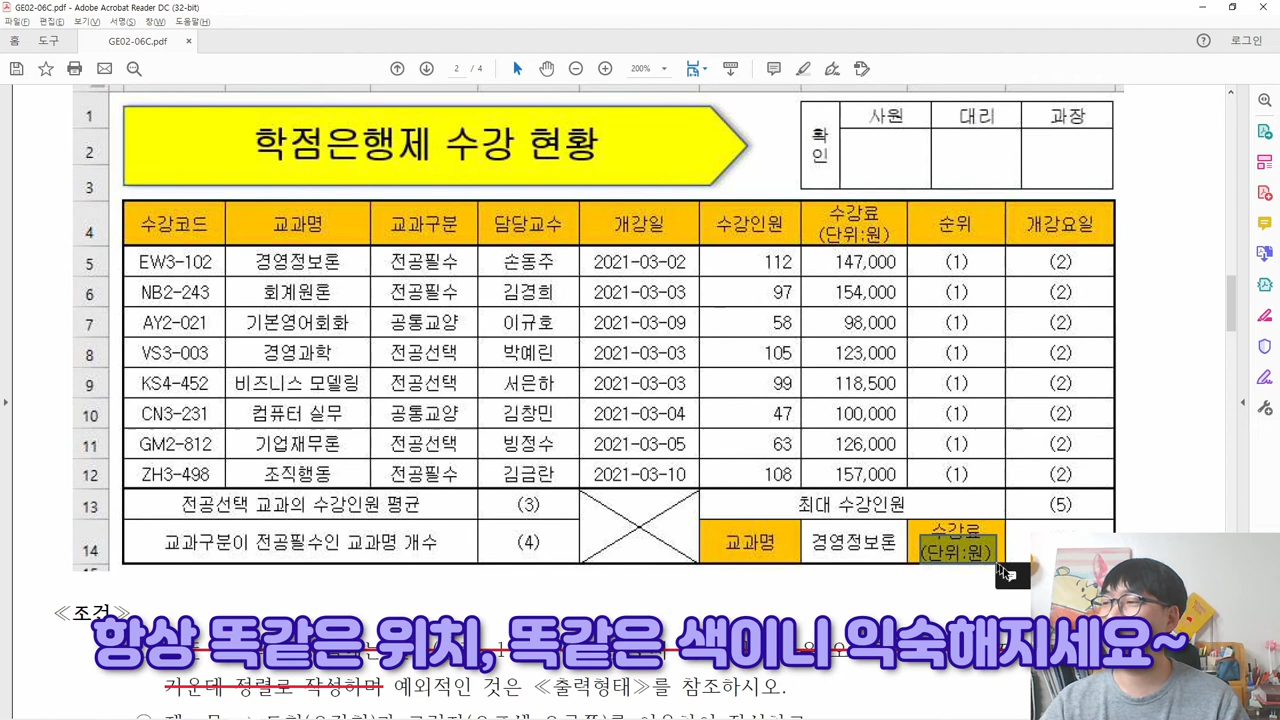 GE02-06C.pdf - Adobe Acrobat Reader DC (32-bit)
파일(F) 편집(E) 보기(V) 서명(S) 창(W) 도움말(H)
홈 도구 GE02-06C.pdf × 로그인
2 / 4 200%
1 학점은행제 수강 현황 확인 사원 대리 과장
2
3
4 수강코드 교과명 교과구분 담당교수 개강일 수강인원 수강료 (단위:원) 순위 개강요일
5 EW3-102 경영정보론 전공필수 손동주 2021-03-02 112 147,000 (1) (2)
6 NB2-243 회계원론 전공필수 김경희 2021-03-03 97 154,000 (1) (2)
7 AY2-021 기본영어회화 공통교양 이규호 2021-03-09 58 98,000 (1) (2)
8 VS3-003 경영과학 전공선택 박예린 2021-03-03 105 123,000 (1) (2)
9 KS4-452 비즈니스 모델링 전공선택 서은하 2021-03-03 99 118,500 (1) (2)
10 CN3-231 컴퓨터 실무 공통교양 김창민 2021-03-04 47 100,000 (1) (2)
11 GM2-812 기업재무론 전공선택 빙정수 2021-03-05 63 126,000 (1) (2)
12 ZH3-498 조직행동 전공필수 김금란 2021-03-10 108 157,000 (1) (2)
13 전공선택 교과의 수강인원 평균 (3) 최대 수강인원 (5)
14 교과구분이 전공필수인 교과명 개수 (4) 교과명 경영정보론 수강료 (단위:원)
≪조건≫
항상 똑같은 위치, 똑같은 색이니 익숙해지세요~
가운데 정렬로 작성하며 예외적인 것은 ≪출력형태≫를 참조하시오.